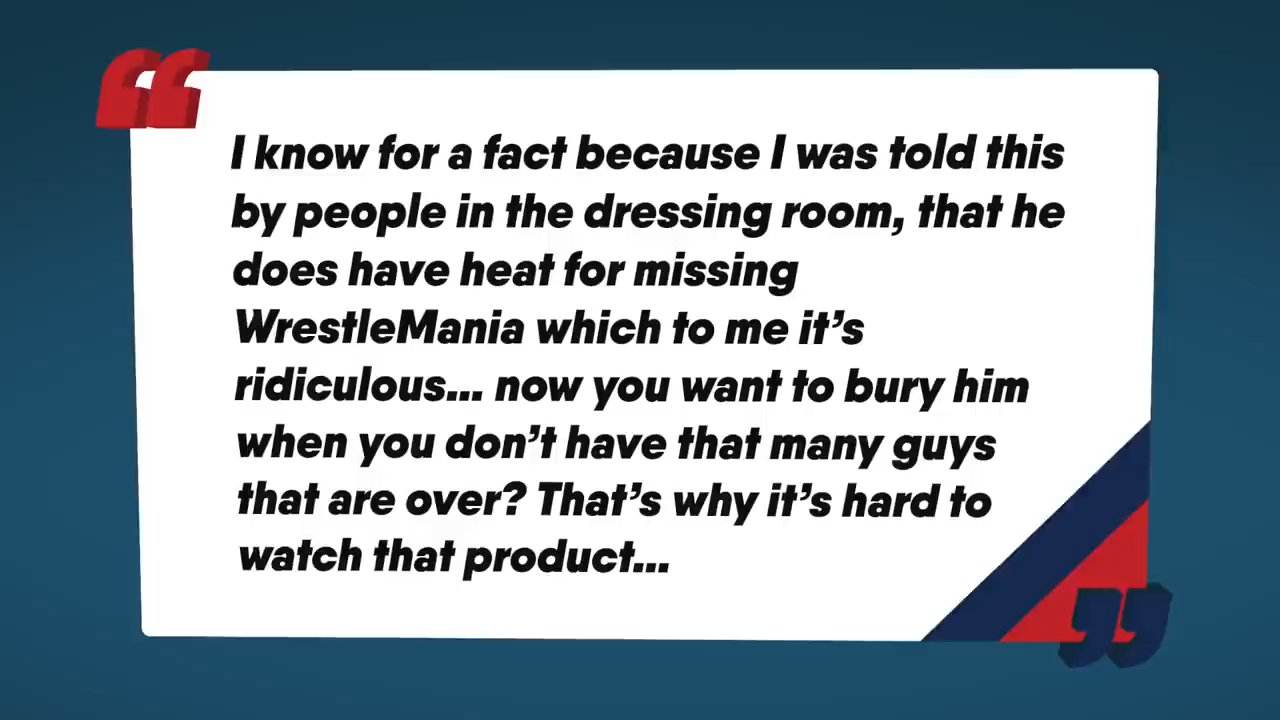 I know for a fact because I was told this
by people in the dressing room, that he
does have heat for missing
WrestleMania which to me it’s
ridiculous... now you want to bury him
when you don’t have that many guys
that are over? That’s why it’s hard to
watch that product...